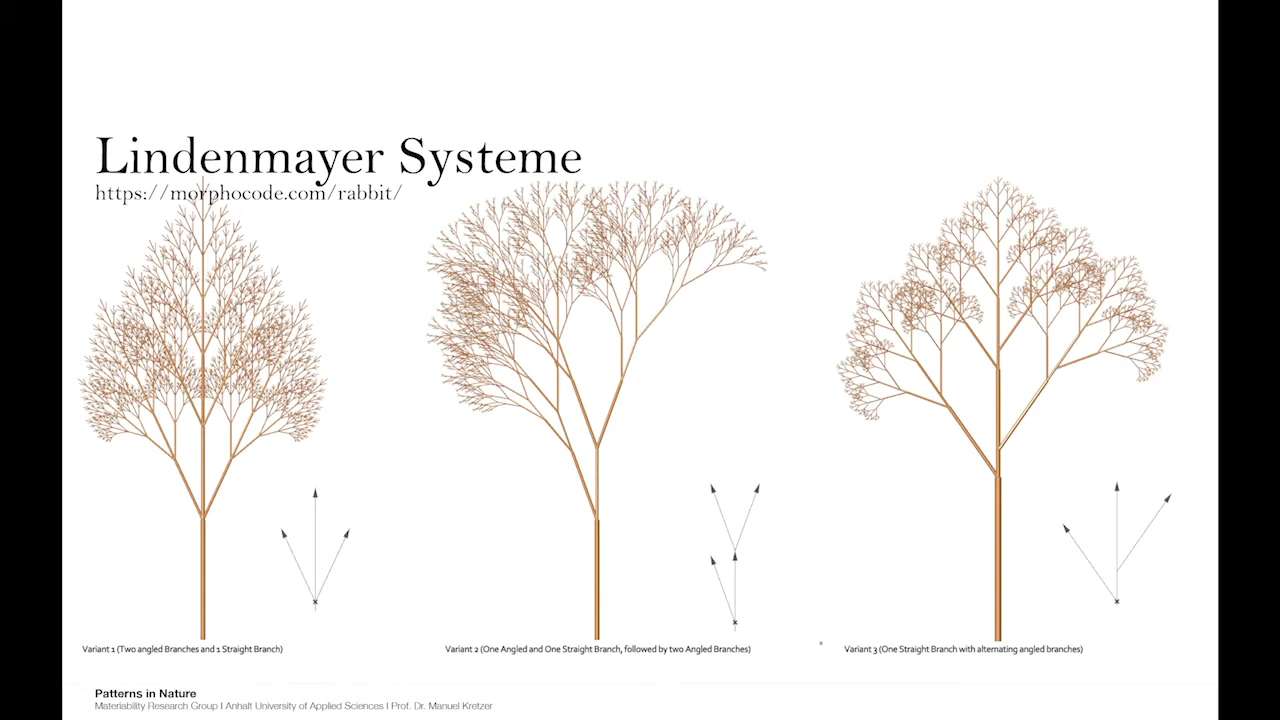 Lindenmayer Systeme
https://morphocode.com/rabbit/
Variant 1 (Two angled Branches and 1 Straight Branch)
Variant 2 (One Angled and One Straight Branch, followed by two Angled Branches)
Variant 3 (One Straight Branch with alternating angled branches)
Patterns in Nature
Materiability Research Group I Anhalt University of Applied Sciences I Prof. Dr. Manuel Kretzer